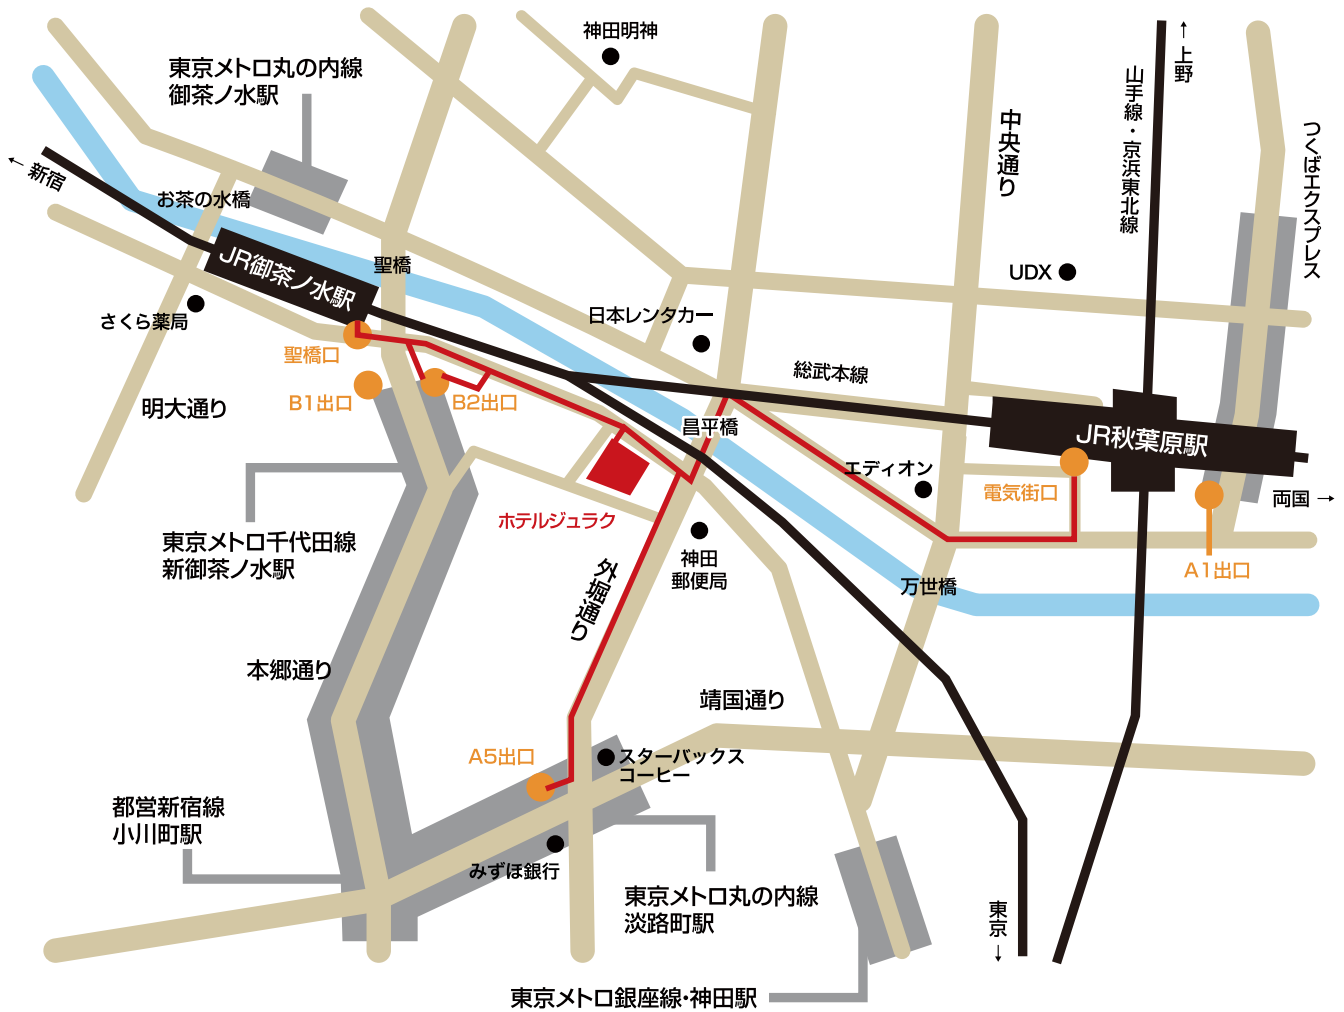 神田明神
東京メトロ丸の内線
御茶ノ水駅
↑上野
山手線・京浜東北線
中央通り
つくばエクスプレス
←新宿
お茶の水橋
JR御茶ノ水駅
聖橋
UDX
さくら薬局
日本レンタカー
聖橋口
総武本線
B1出口
B2出口
明大通り
昌平橋
JR秋葉原駅
エディオン
電気街口
両国→
ホテルジュラク
東京メトロ千代田線
新御茶ノ水駅
神田
郵便局
A1出口
万世橋
外堀通り
本郷通り
靖国通り
A5出口
スターバックス
コーヒー
都営新宿線
小川町駅
みずほ銀行
東京メトロ丸の内線
淡路町駅
東京→
東京メトロ銀座線・神田駅